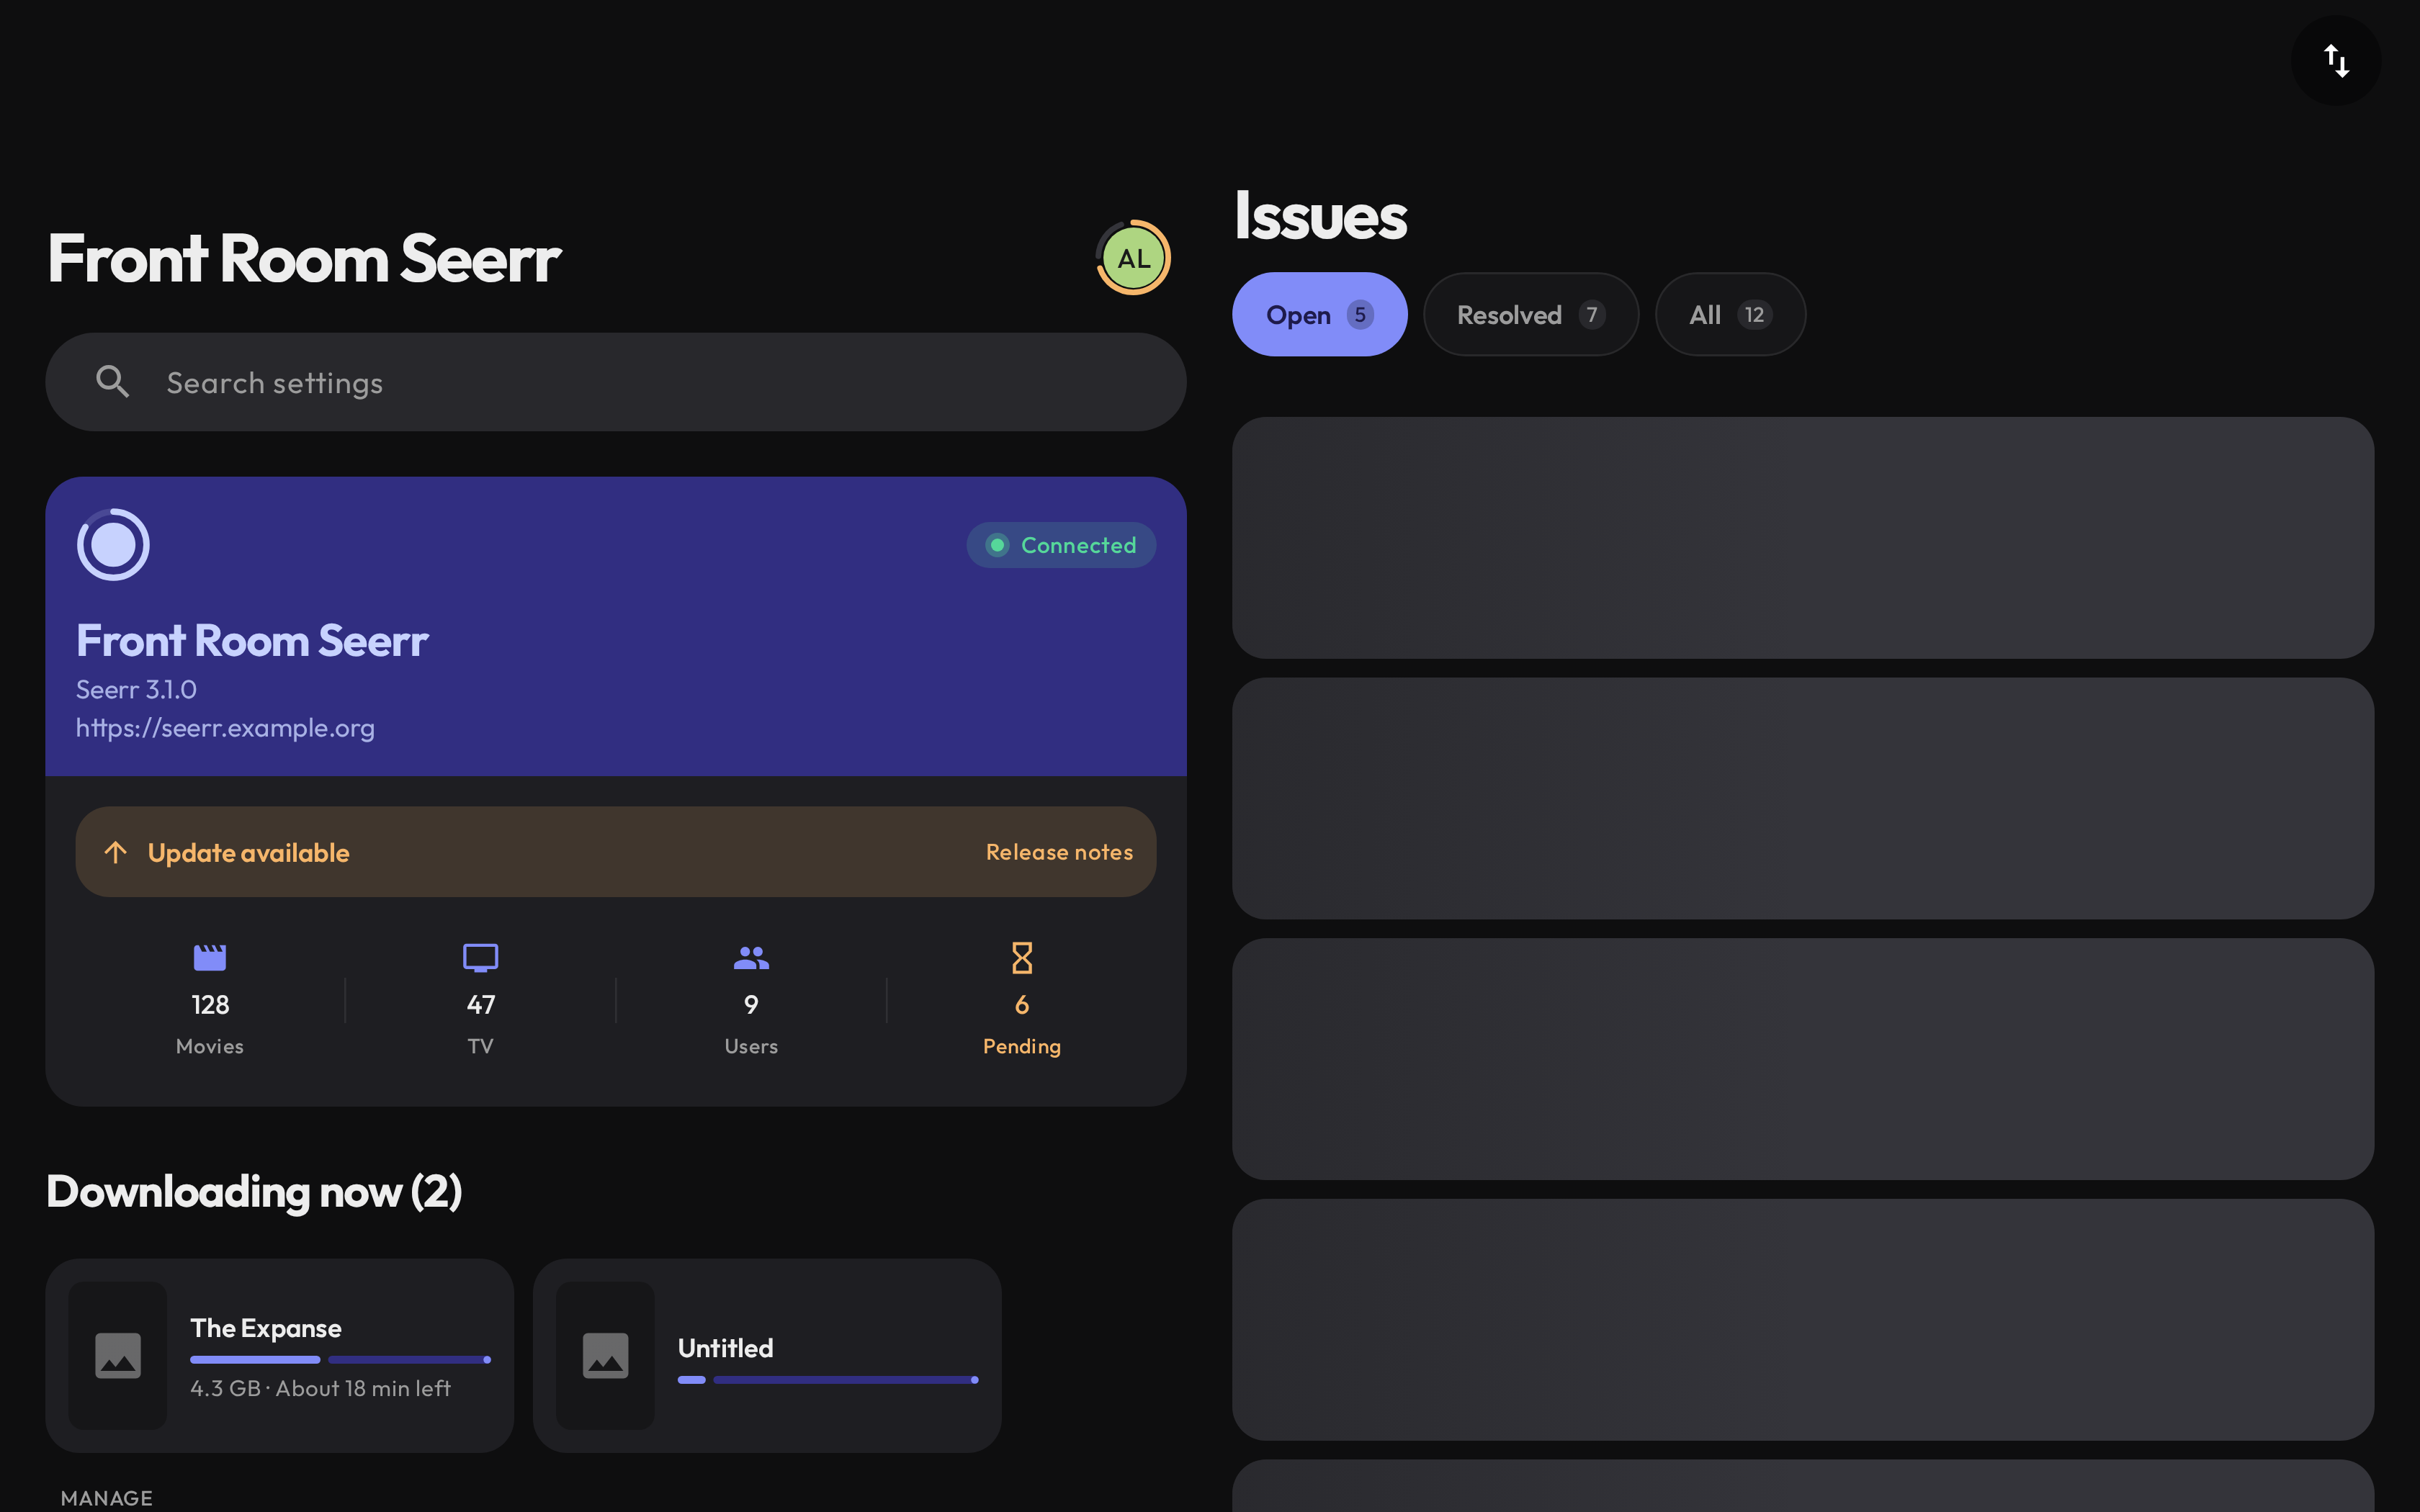 Front Room Seerr
AL
Search settings
Connected
Front Room Seerr
Seerr 3.1.0
https://seerr.example.org
Update available
Release notes
128
Movies
47
TV
9
Users
6
Pending
Downloading now (2)
The Expanse
4.3 GB · About 18 min left
Untitled
MANAGE
Issues
Open 5
Resolved 7
All 12